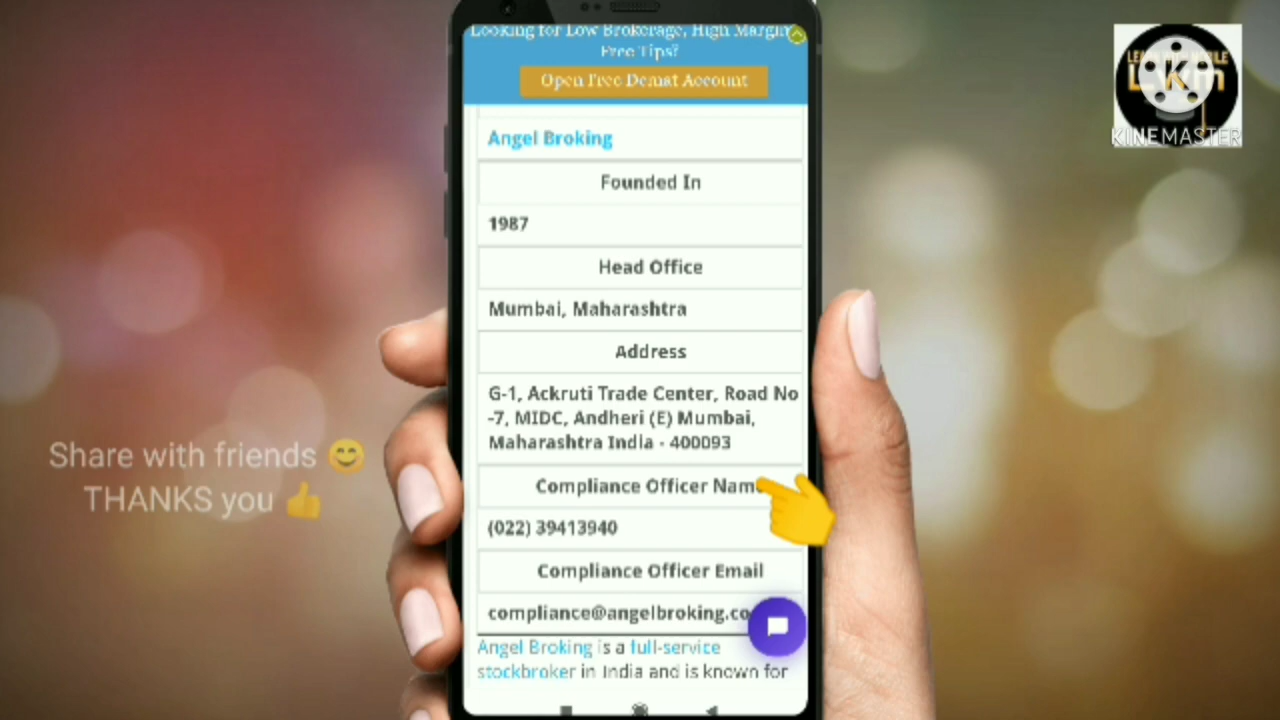 Looking for Low Brokerage, High Margin
Free Tips?
Open Free Demat Account
Angel Broking
Founded In
1987
Head Office
Mumbai, Maharashtra
Address
G-1, Ackruti Trade Center, Road No
-7, MIDC, Andheri (E) Mumbai,
Maharashtra India - 400093
Compliance Officer Nam
(022) 39413940
Compliance Officer Email
compliance@angelbroking.co
Angel Broking is a full-service
stockbroker in India and is known for
Share with friends 😊
THANKS you 👍
K
KINEMASTER